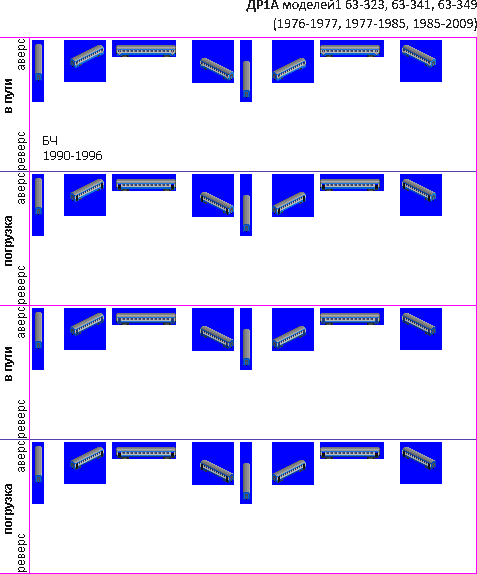 ДР1А моделей1 63-323, 63-341, 63-349
(1976-1977, 1977-1985, 1985-2009)
в пути
аверс
реверс
БЧ
1990-1996
погрузка
аверс
реверс
в пути
аверс
реверс
погрузка
аверс
реверс